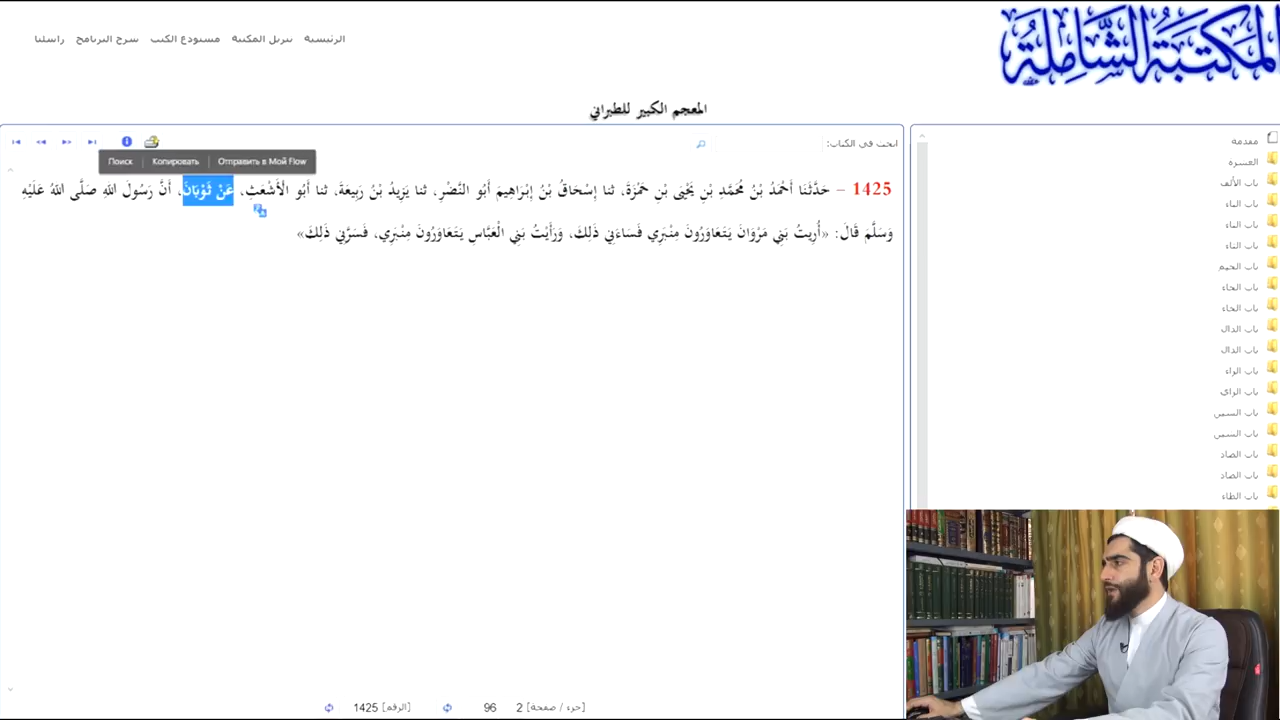 المكتبة الشاملة
الرئيسية تنزيل المكتبة مستودع الكتب شرح البرنامج راسلنا
المعجم الكبير للطبراني
ابحث في الكتاب:
Поиск Копировать Отправить в Мой Flow
1425 - حَدَّثَنَا أَحْمَدُ بْنُ مُحَمَّدِ بْنِ يَحْيَى بْنِ حَمْزَةَ، ثنا إِسْحَاقُ بْنُ إِبْرَاهِيمَ أَبُو النَّضْرِ، ثنا يَزِيدُ بْنُ رَبِيعَةَ، ثنا أَبُو الْأَشْعَثِ، عَنْ ثَوْبَانَ، أَنَّ رَسُولَ اللهِ صَلَّى اللهُ عَلَيْهِ
وَسَلَّمَ قَالَ: «أُرِيتُ بَنِي مَرْوَانَ يَتَعَاوَرُونَ مِنْبَرِي فَسَاءَنِي ذَلِكَ، وَرَأَيْتُ بَنِي الْعَبَّاسِ يَتَعَاوَرُونَ مِنْبَرِي، فَسَرَّنِي ذَلِكَ»
مقدمة
العشرة
باب الألف
باب الباء
باب التاء
باب الثاء
باب الجيم
باب الحاء
باب الخاء
باب الدال
باب الذال
باب الراء
باب الزاي
باب السين
باب الشين
باب الصاد
باب الضاد
باب الطاء
[جزء / صفحة] 2 96 [الرقم] 1425